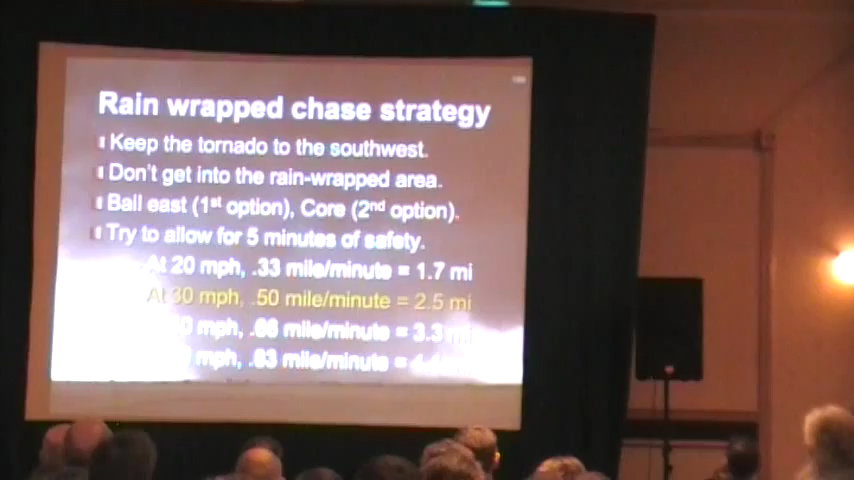 Rain wrapped chase strategy
Keep the tornado to the southwest.
Don't get into the rain-wrapped area.
Bail east (1st option), Core (2nd option).
Try to allow for 5 minutes of safety.
At 20 mph, .33 mile/minute = 1.7 mi
At 30 mph, .50 mile/minute = 2.5 mi
mph, .66 mile/minute = 3.3 mi
mph, .83 mile/minute =